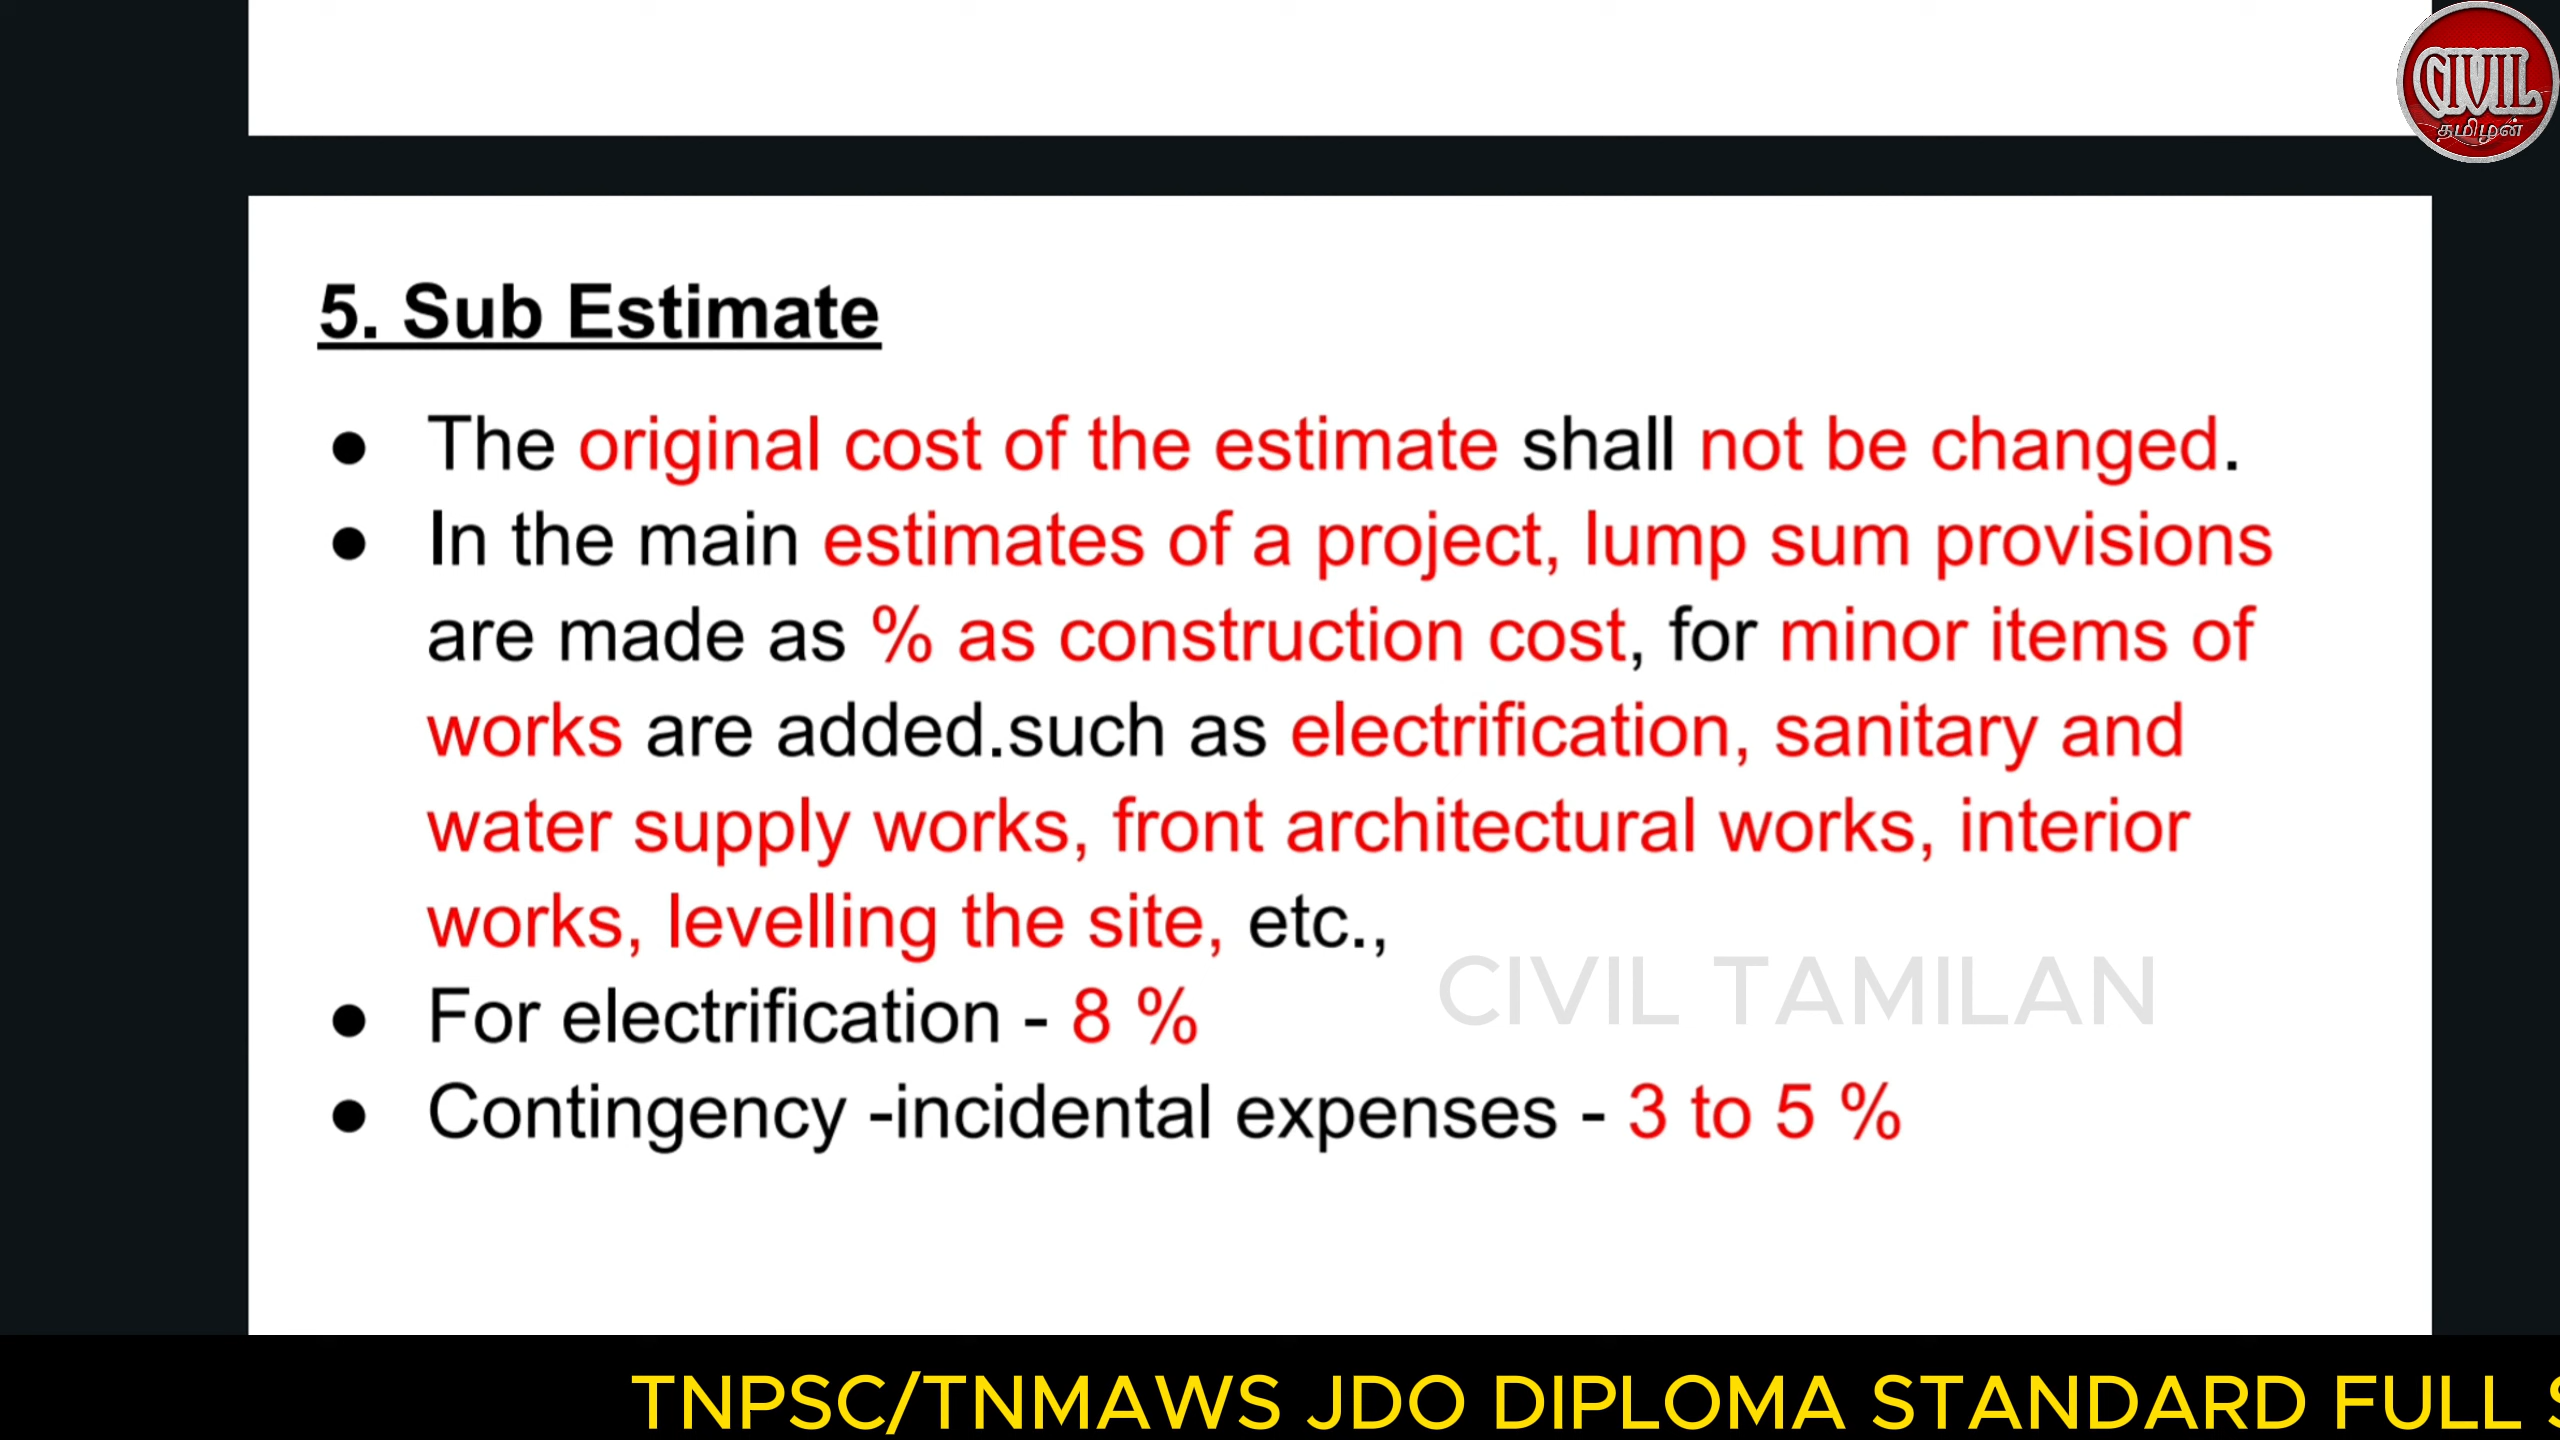 CIVIL
தமிழன்
5. Sub Estimate
● The original cost of the estimate shall not be changed.
● In the main estimates of a project, lump sum provisions
are made as % as construction cost, for minor items of
works are added.such as electrification, sanitary and
water supply works, front architectural works, interior
works, levelling the site, etc.,
CIVIL TAMILAN
● For electrification - 8 %
● Contingency -incidental expenses - 3 to 5 %
TNPSC/TNMAWS JDO DIPLOMA STANDARD FULL